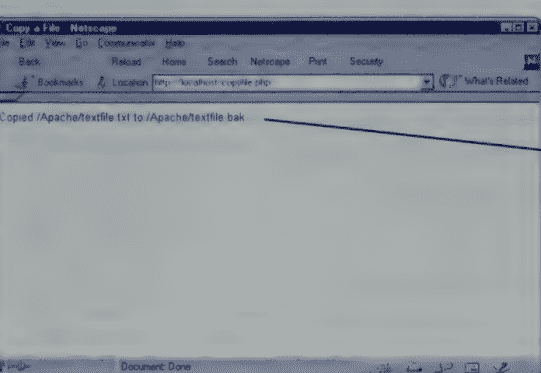 Copy a File - Netscape
Edit View Go Communicator Help
Back Reload Home Search Netscape Print Security
Bookmarks Location http://localhost/copyfile.php What's Related
Copied /Apache/textfile.txt to /Apache/textfile.bak
Document: Done